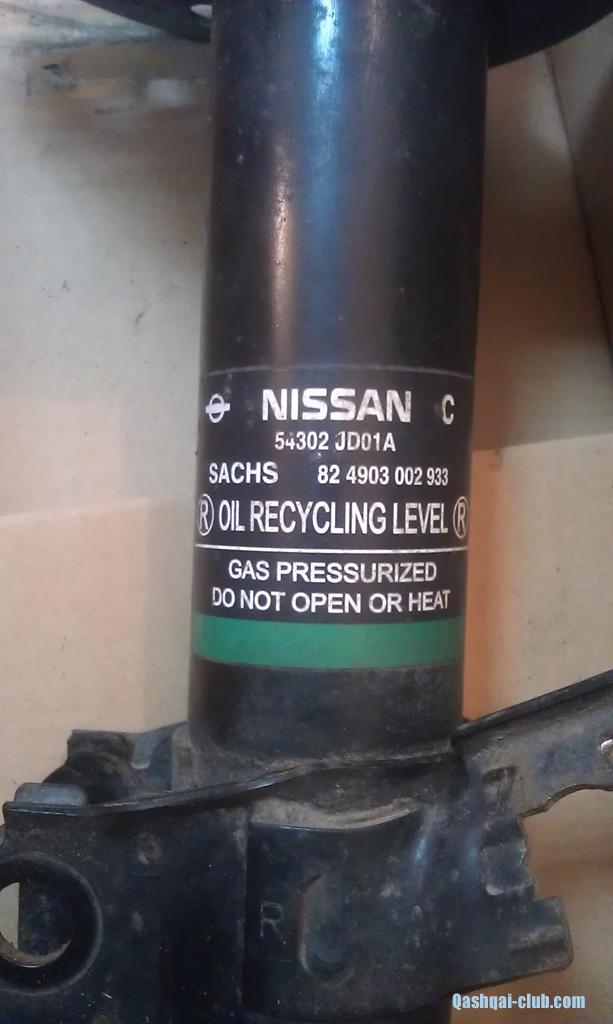 NISSAN C
54302 JD01A
SACHS 82 4903 002 933
R OIL RECYCLING LEVEL R
GAS PRESSURIZED
DO NOT OPEN OR HEAT
R
Qashqai-club.com